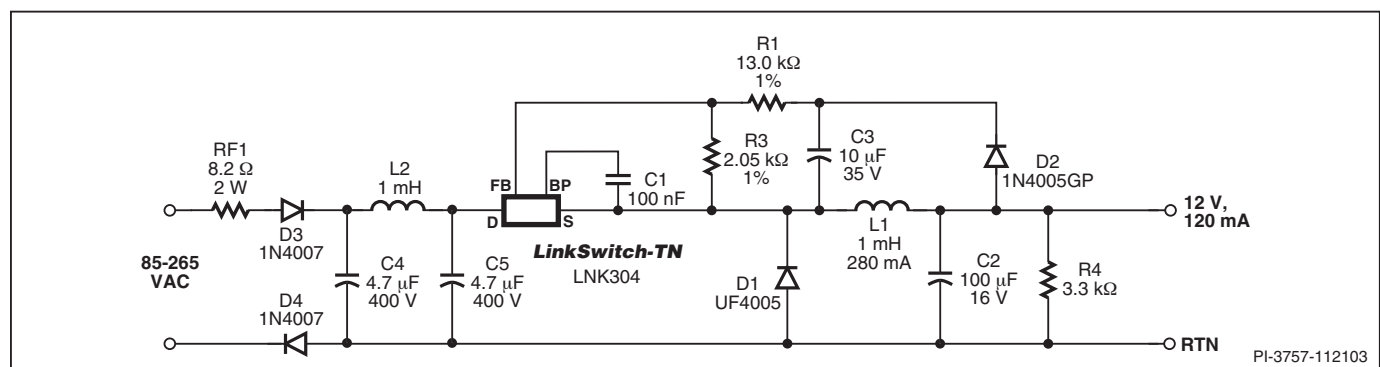 R1
13.0 kΩ
1%
RF1
8.2 Ω
2 W
D3
1N4007
L2
1 mH
FB
BP
D
S
C1
100 nF
R3
2.05 kΩ
1%
C3
10 µF
35 V
D2
1N4005GP
12 V,
120 mA
85-265
VAC
D4
1N4007
C4
4.7 µF
400 V
C5
4.7 µF
400 V
LinkSwitch-TN
LNK304
D1
UF4005
L1
1 mH
280 mA
C2
100 µF
16 V
R4
3.3 kΩ
RTN
PI-3757-112103